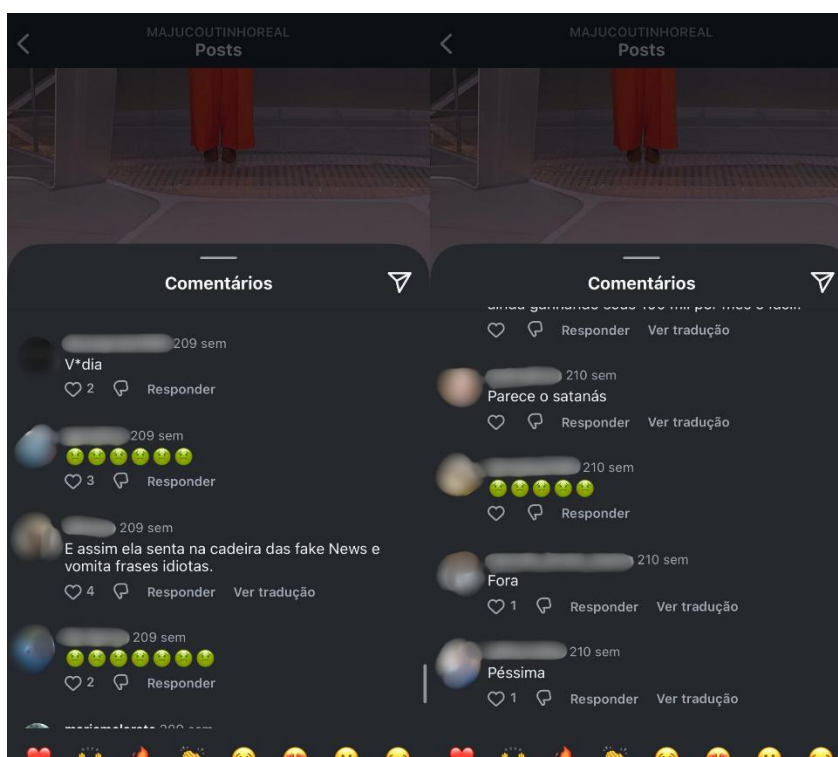 MAJUCOUTINHOREAL
Posts
Comentários
209 sem
V*dia
2 Responder
209 sem
🤢🤢🤢🤢🤢🤢
3 Responder
209 sem
E assim ela senta na cadeira das fake News e
vomita frases idiotas.
4 Responder Ver tradução
209 sem
🤢🤢🤢🤢🤢🤢🤢
2 Responder
209 sem
MAJUCOUTINHOREAL
Posts
Comentários
Responder Ver tradução
210 sem
Parece o satanás
Responder Ver tradução
210 sem
🤢🤢🤢🤢🤢
Responder
210 sem
Fora
1 Responder Ver tradução
210 sem
Péssima
1 Responder Ver tradução